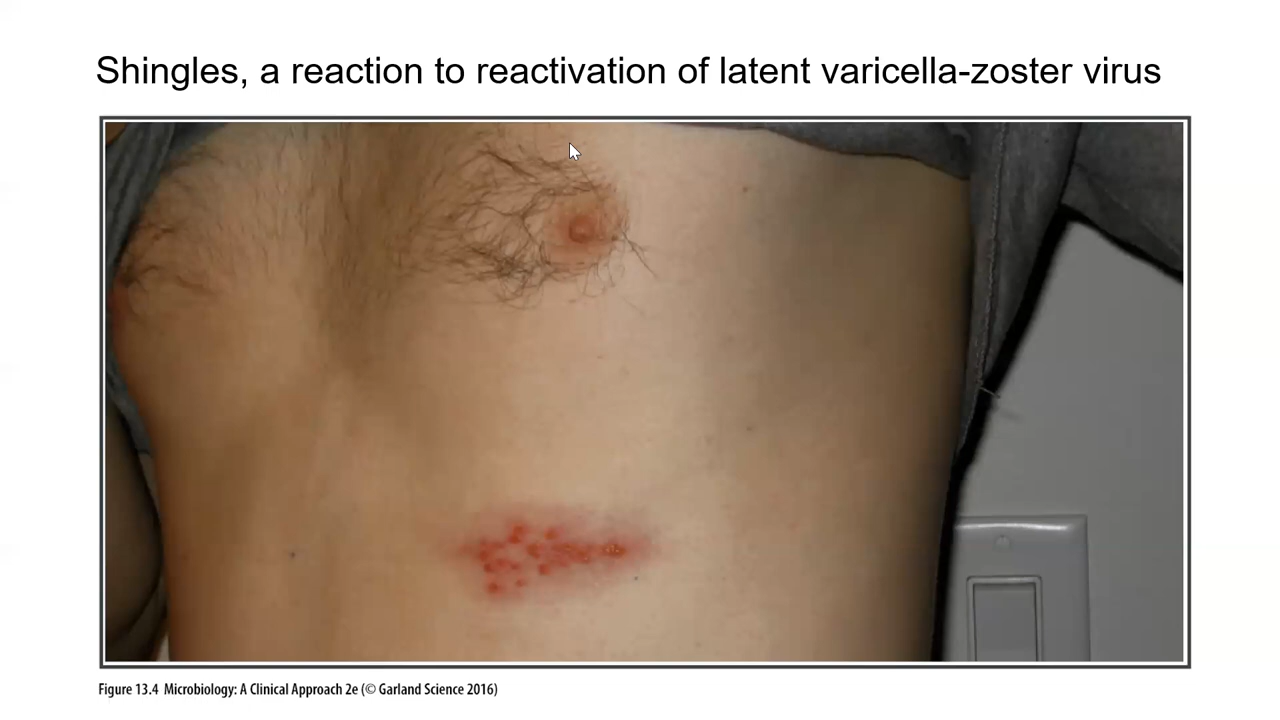 Shingles, a reaction to reactivation of latent varicella-zoster virus
Figure 13.4 Microbiology: A Clinical Approach 2e (© Garland Science 2016)